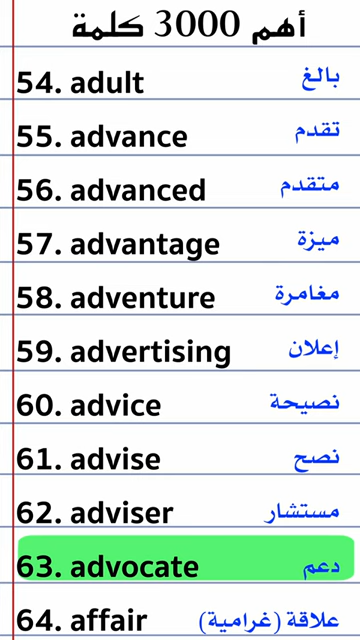 أهم 3000 كلمة
54. adult بالغ
55. advance تقدم
56. advanced متقدم
57. advantage ميزة
58. adventure مغامرة
59. advertising إعلان
60. advice نصيحة
61. advise نصح
62. adviser مستشار
63. advocate دعم
64. affair علاقة (غرامية)